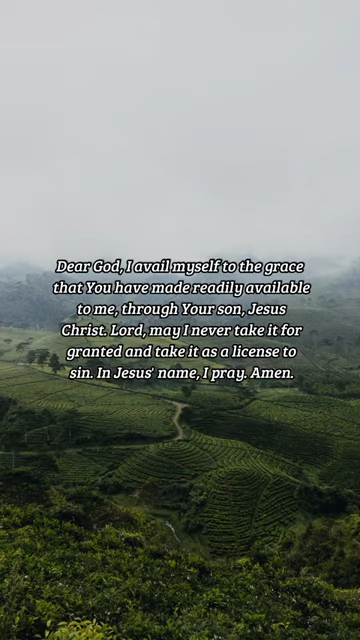 Dear God, I avail myself to the grace
that You have made readily available
to me, through Your son, Jesus
Christ. Lord, may I never take it for
granted and take it as a license to
sin. In Jesus' name, I pray. Amen.